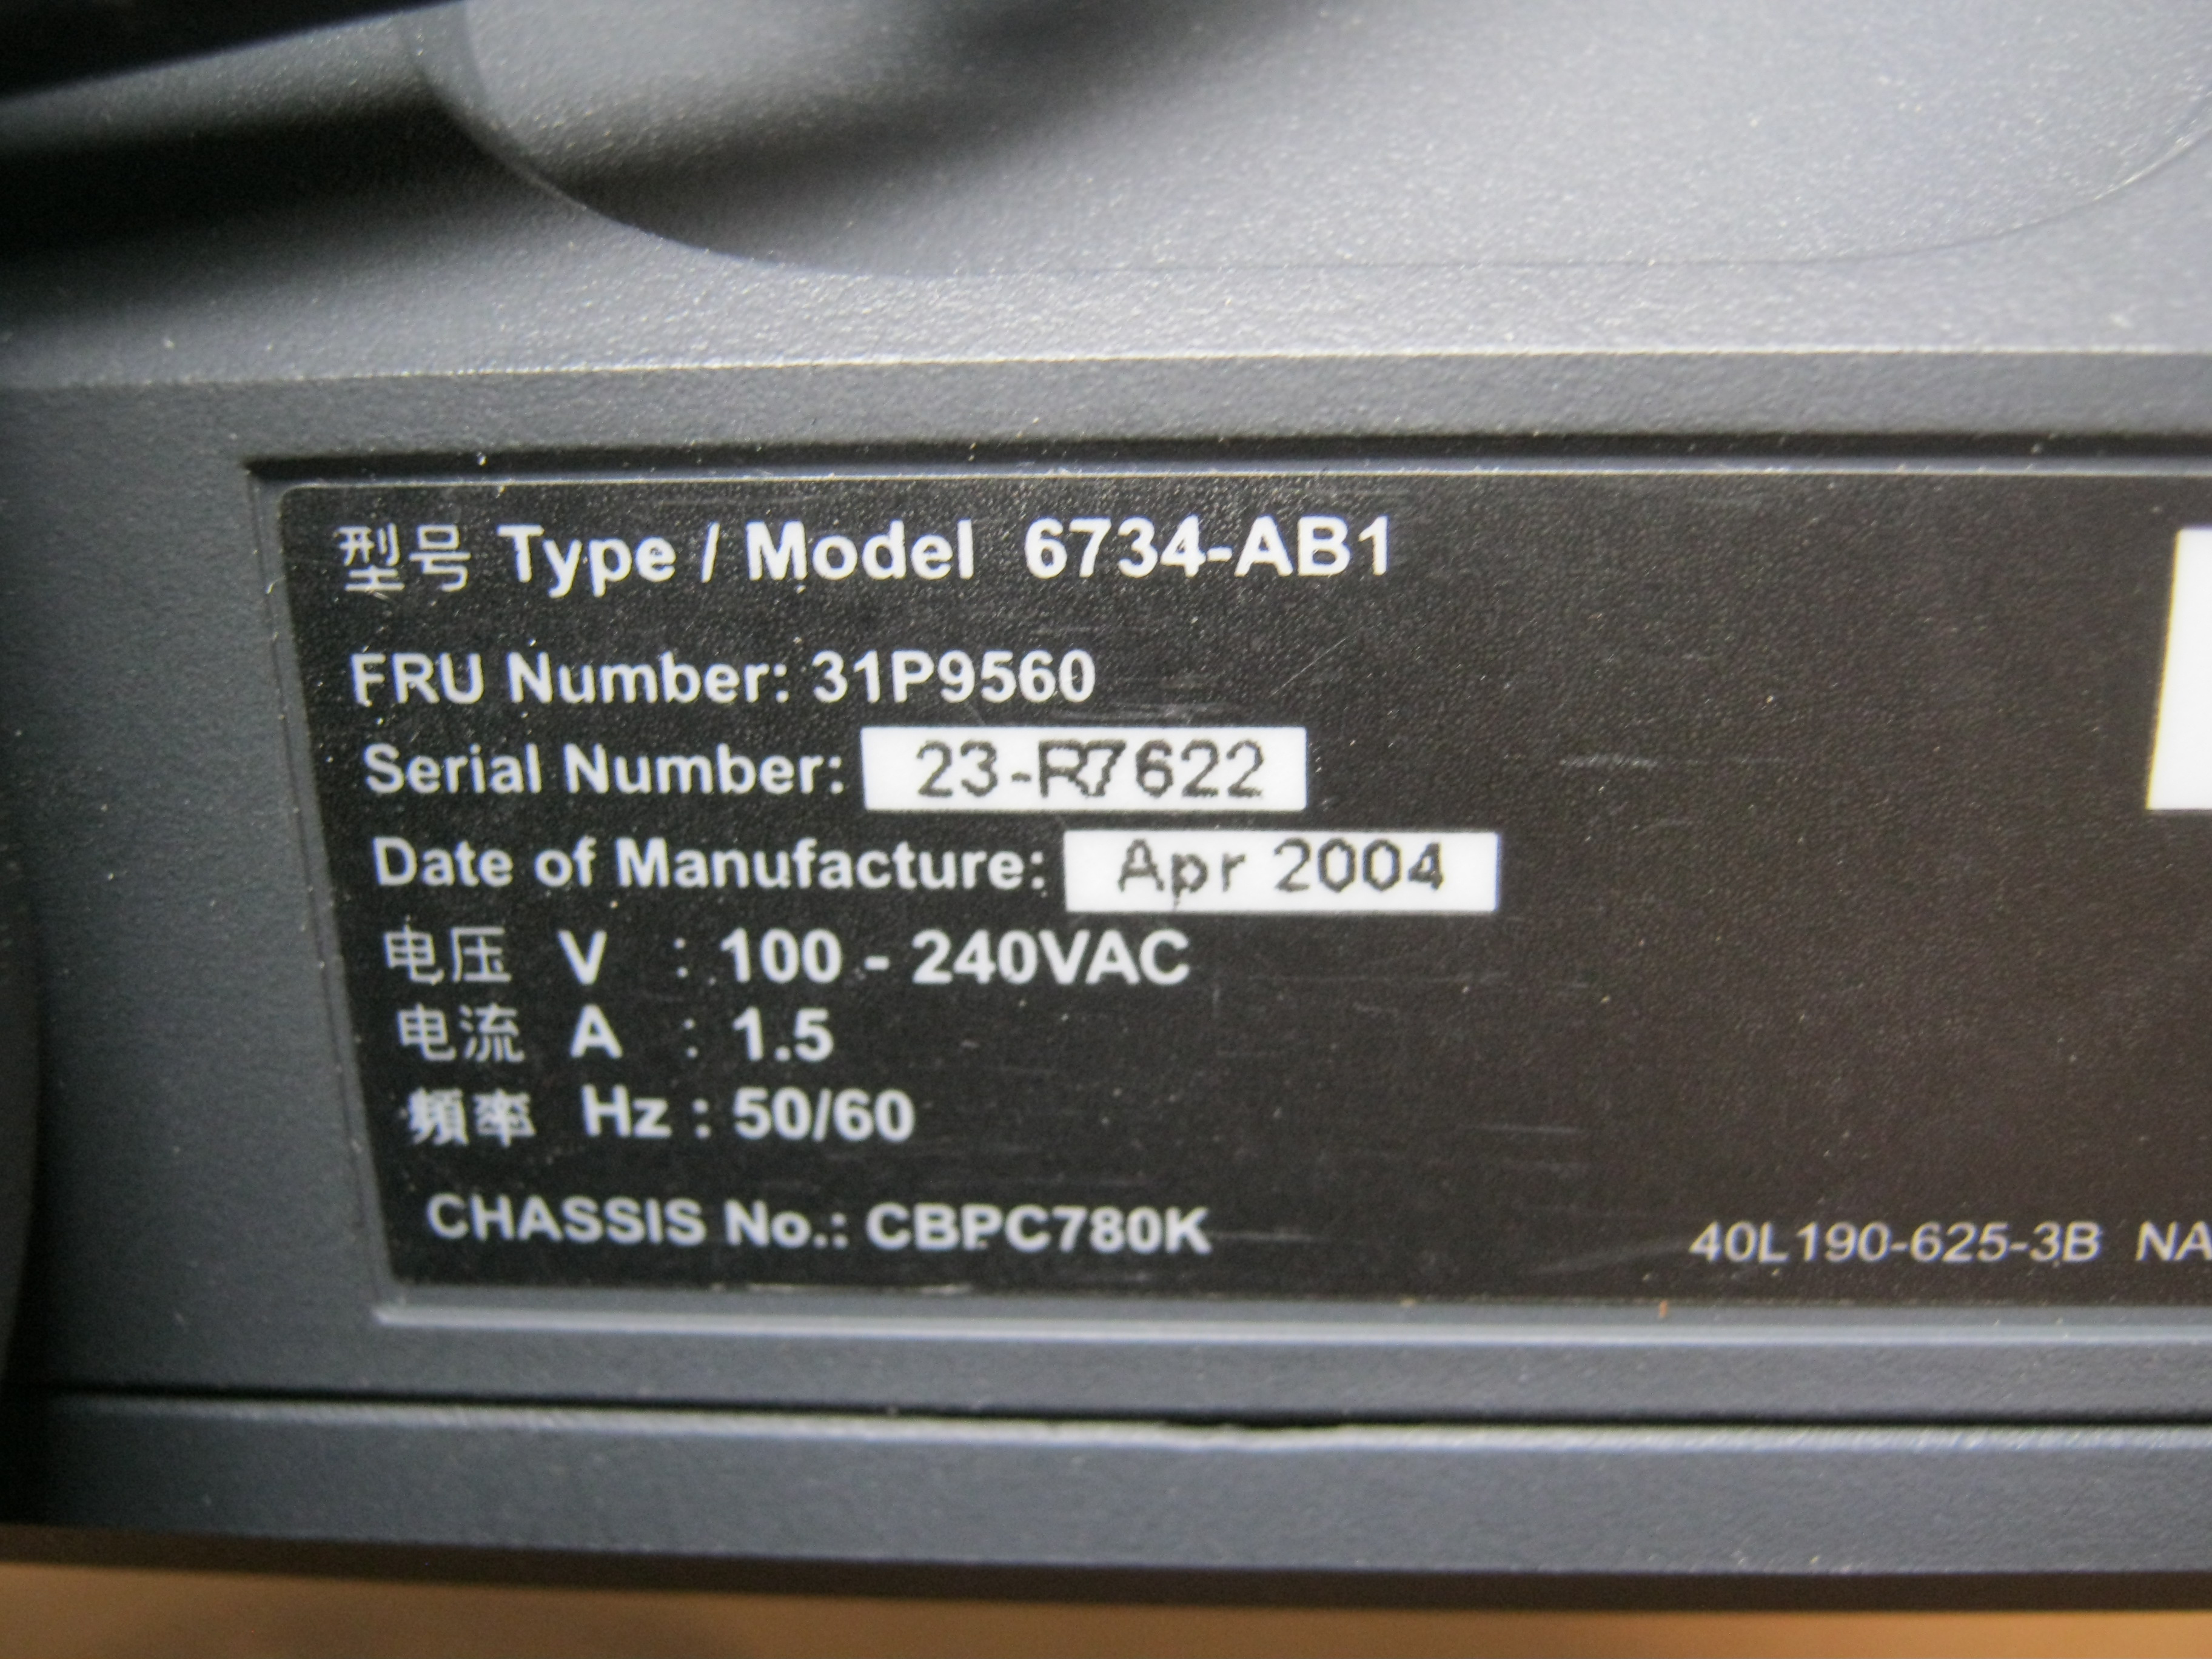 型号 Type / Model 6734-AB1
FRU Number: 31P9560
Serial Number: 23-R7622
Date of Manufacture: Apr 2004
电压 V : 100 - 240VAC
电流 A : 1.5
頻率 Hz : 50/60
CHASSIS No.: CBPC780K
40L190-625-3B NA